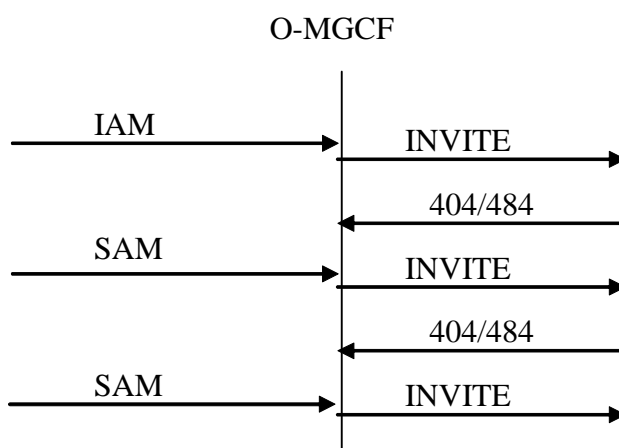 O-MGCF
IAM
INVITE
404/484
SAM
INVITE
404/484
SAM
INVITE